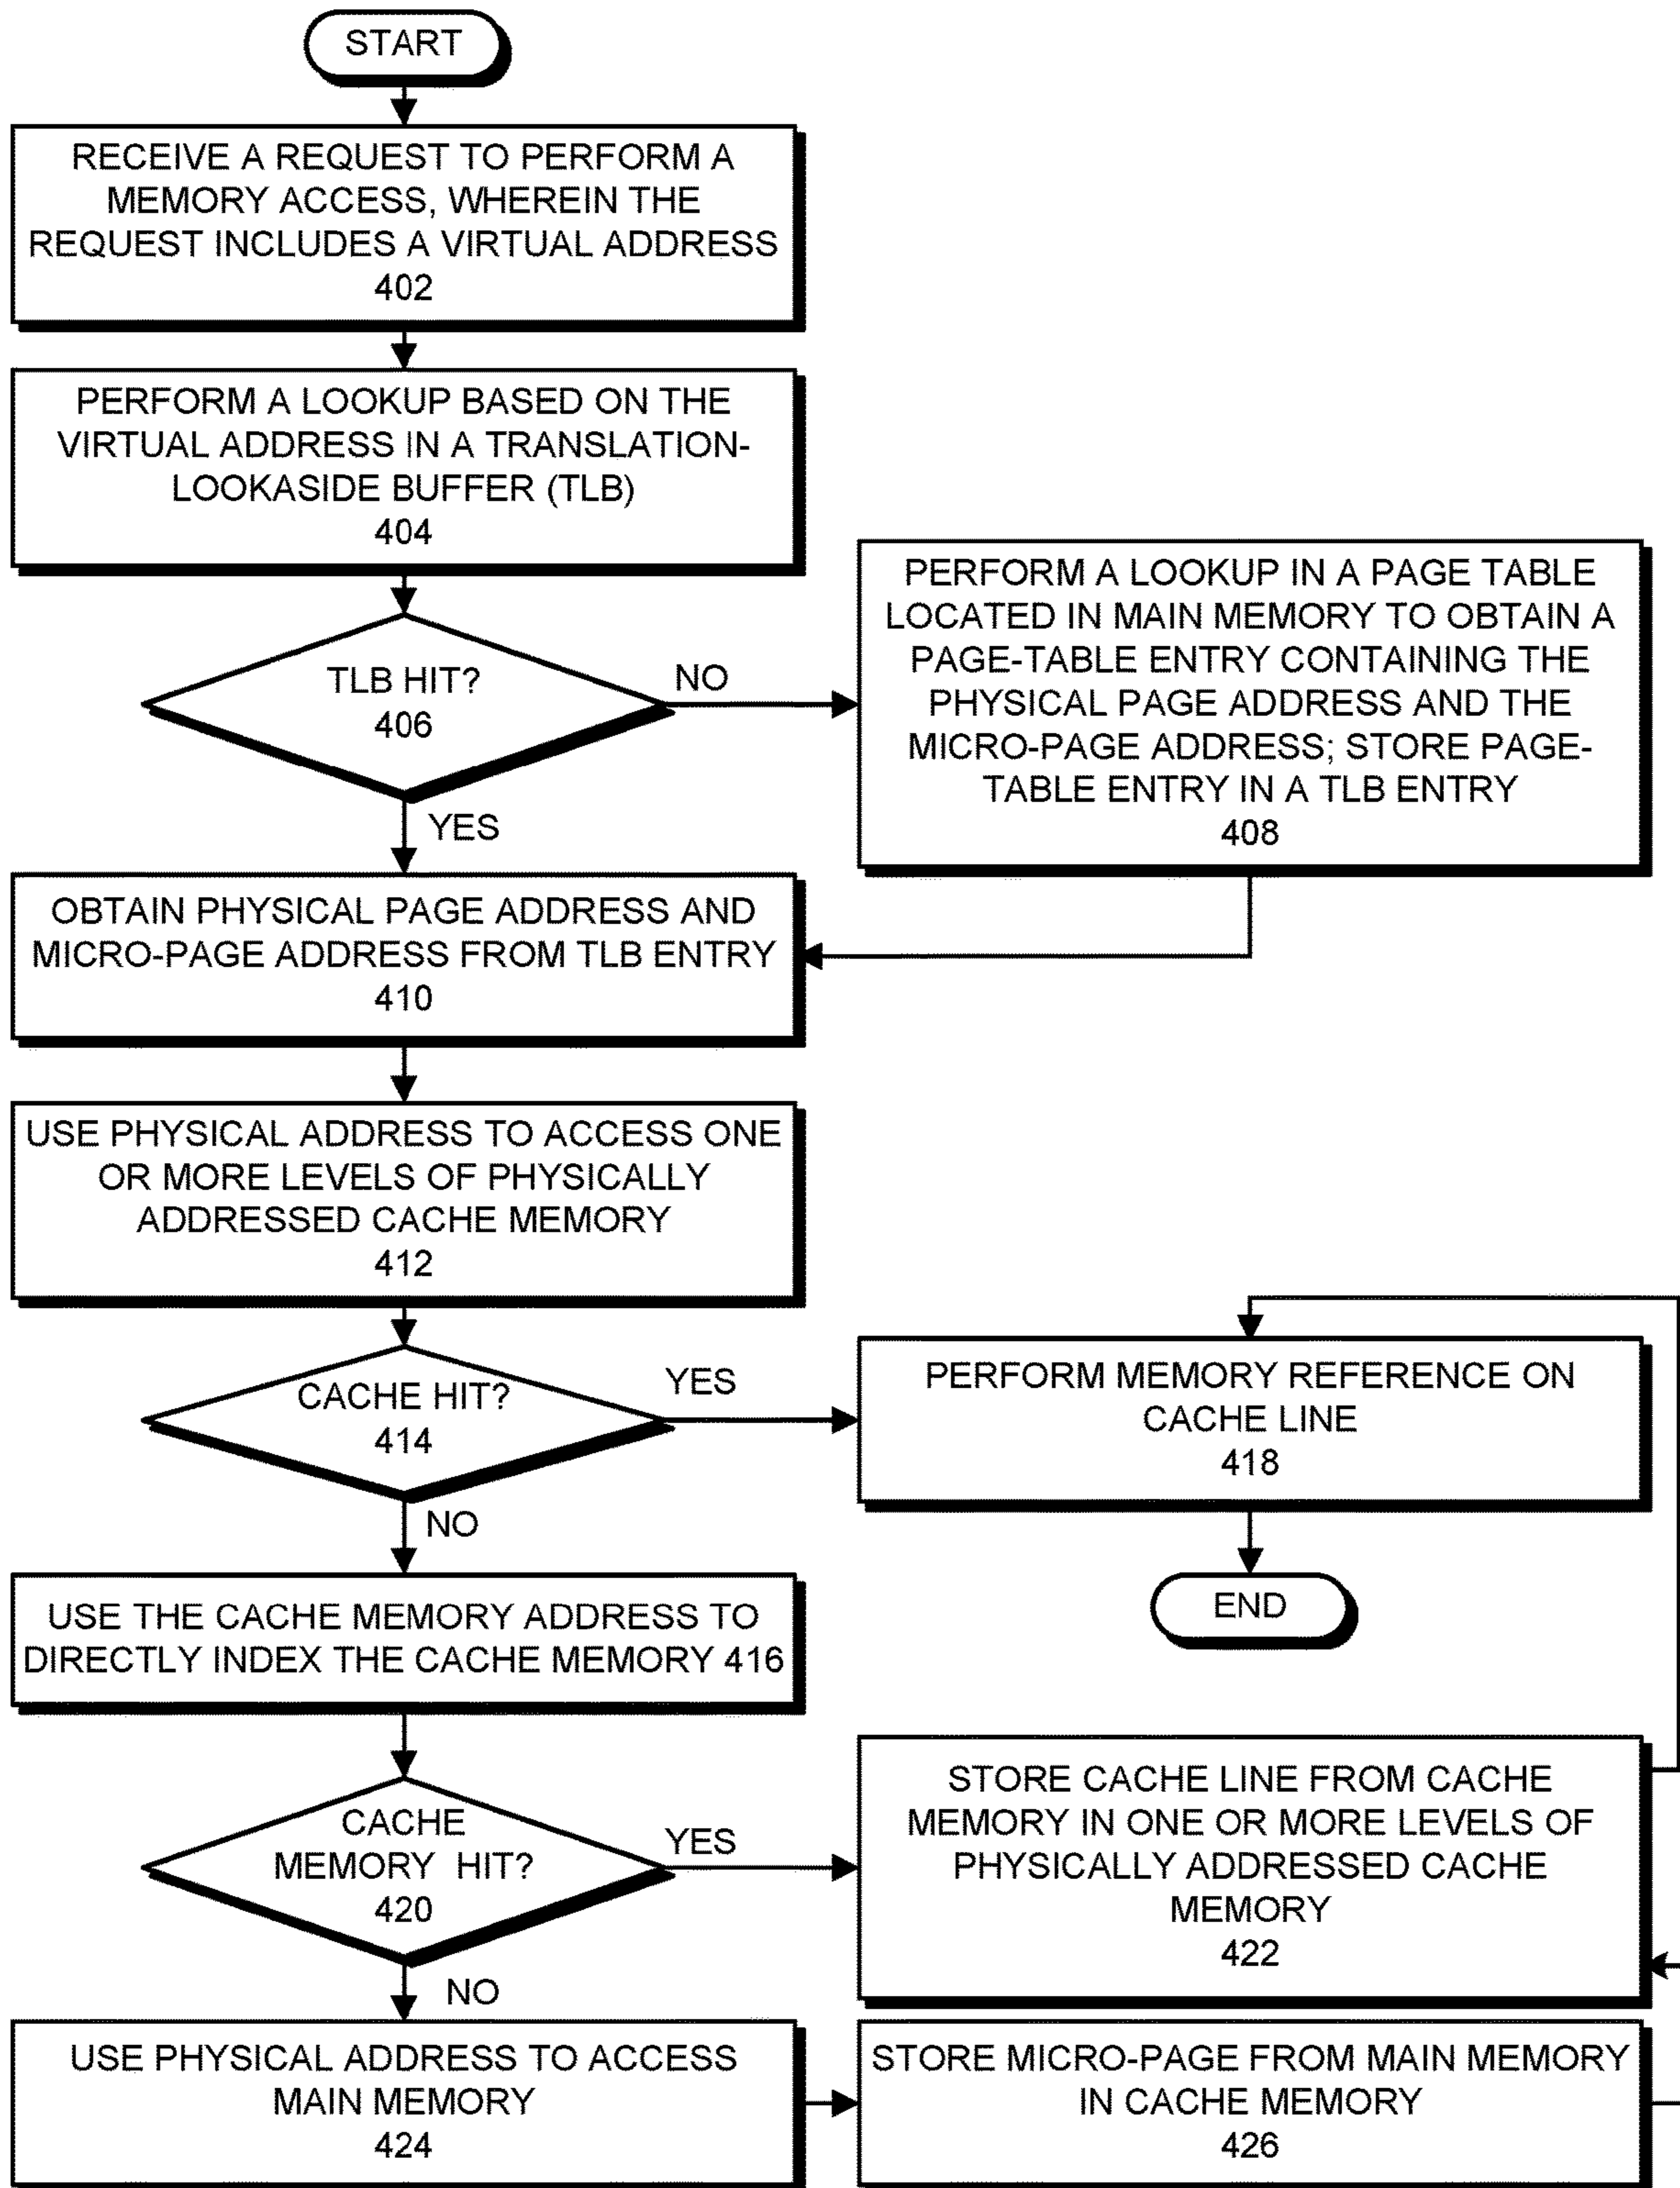 START
RECEIVE A REQUEST TO PERFORM A
MEMORY ACCESS, WHEREIN THE
REQUEST INCLUDES A VIRTUAL ADDRESS
402
PERFORM A LOOKUP BASED ON THE
VIRTUAL ADDRESS IN A TRANSLATION-
LOOKASIDE BUFFER (TLB)
404
TLB HIT?
406
NO
PERFORM A LOOKUP IN A PAGE TABLE
LOCATED IN MAIN MEMORY TO OBTAIN A
PAGE-TABLE ENTRY CONTAINING THE
PHYSICAL PAGE ADDRESS AND THE
MICRO-PAGE ADDRESS; STORE PAGE-
TABLE ENTRY IN A TLB ENTRY
408
YES
OBTAIN PHYSICAL PAGE ADDRESS AND
MICRO-PAGE ADDRESS FROM TLB ENTRY
410
USE PHYSICAL ADDRESS TO ACCESS ONE
OR MORE LEVELS OF PHYSICALLY
ADDRESSED CACHE MEMORY
412
CACHE HIT?
414
YES
PERFORM MEMORY REFERENCE ON
CACHE LINE
418
END
NO
USE THE CACHE MEMORY ADDRESS TO
DIRECTLY INDEX THE CACHE MEMORY 416
CACHE
MEMORY HIT?
420
YES
STORE CACHE LINE FROM CACHE
MEMORY IN ONE OR MORE LEVELS OF
PHYSICALLY ADDRESSED CACHE
MEMORY
422
NO
USE PHYSICAL ADDRESS TO ACCESS
MAIN MEMORY
424
STORE MICRO-PAGE FROM MAIN MEMORY
IN CACHE MEMORY
426